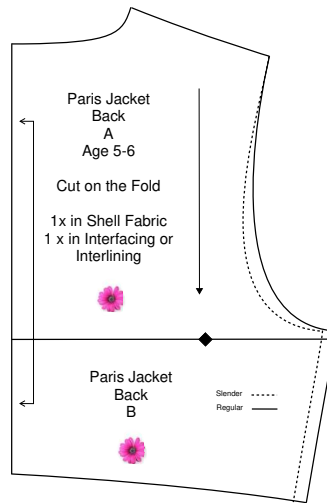 Paris Jacket
Back
A
Age 5-6
Cut on the Fold
1x in Shell Fabric
1 x in Interfacing or
Interlining
Paris Jacket
Back
B
Slender
Regular